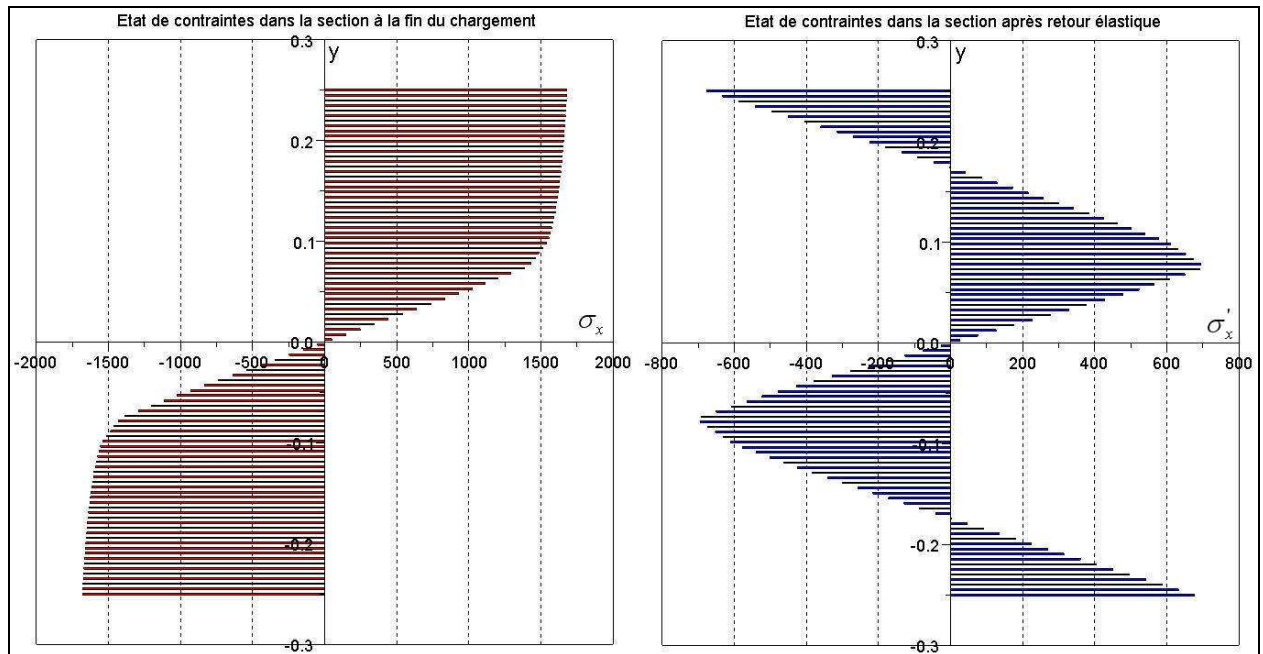 Etat de contraintes dans la section à la fin du chargement
0.3
y
0.2
0.1
σx
0.0
-2000 -1500 -1000 -500 0 500 1000 1500 2000
-0.1
-0.2
-0.3
Etat de contraintes dans la section après retour élastique
0.3
y
0.2
0.1
σx'
0.0
-800 -600 -400 -200 0 200 400 600 800
-0.1
-0.2
-0.3